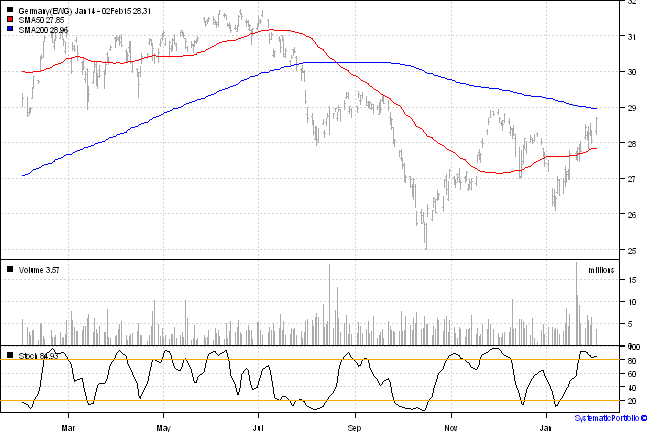 Germany(EWG) Jan14 - 02Feb15 28.31
SMA50 27.85
SMA200 28.96
32
31
30
29
28
27
26
25
Volume 3.57
millions
15
10
5
0
Stoch 84.93
100
80
60
40
20
Mar
May
Jul
Sep
Nov
Jan
SystematicPortfolio ©